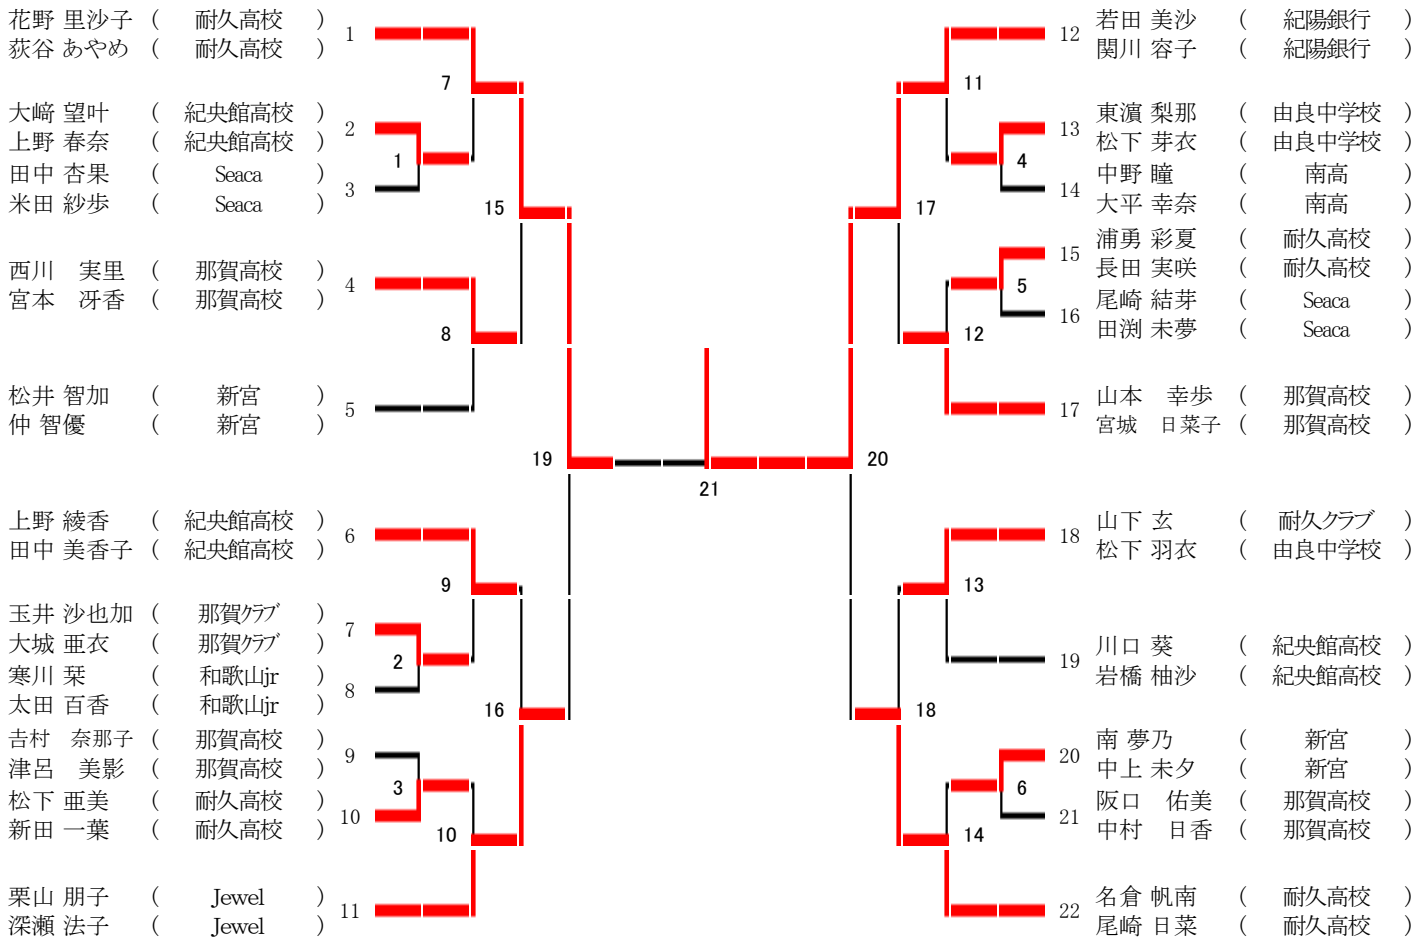 花野 里沙子 ( 耐久高校 )
荻谷 あやめ ( 耐久高校 )
1
7
大﨑 望叶 ( 紀央館高校 )
上野 春奈 ( 紀央館高校 )
2
1
田中 杏果 ( Seaca )
米田 紗歩 ( Seaca )
3
15
西川 実里 ( 那賀高校 )
宮本 冴香 ( 那賀高校 )
4
8
松井 智加 ( 新宮 )
仲 智優 ( 新宮 )
5
19
上野 綾香 ( 紀央館高校 )
田中 美香子 ( 紀央館高校 )
6
9
玉井 沙也加 ( 那賀クラブ )
大城 亜衣 ( 那賀クラブ )
7
2
寒川 栞 ( 和歌山jr )
太田 百香 ( 和歌山jr )
8
16
𠮷村 奈那子 ( 那賀高校 )
津呂 美影 ( 那賀高校 )
9
3
松下 亜美 ( 耐久高校 )
新田 一葉 ( 耐久高校 )
10
10
栗山 朋子 ( Jewel )
深瀬 法子 ( Jewel )
11
21
12
若田 美沙 ( 紀陽銀行 )
関川 容子 ( 紀陽銀行 )
11
13
東濵 梨那 ( 由良中学校 )
松下 芽衣 ( 由良中学校 )
4
14
中野 瞳 ( 南高 )
大平 幸奈 ( 南高 )
17
15
浦勇 彩夏 ( 耐久高校 )
長田 実咲 ( 耐久高校 )
5
16
尾崎 結芽 ( Seaca )
田渕 未夢 ( Seaca )
12
17
山本 幸歩 ( 那賀高校 )
宮城 日菜子 ( 那賀高校 )
20
18
山下 玄 ( 耐久クラブ )
松下 羽衣 ( 由良中学校 )
13
19
川口 葵 ( 紀央館高校 )
岩橋 柚沙 ( 紀央館高校 )
18
20
南 夢乃 ( 新宮 )
中上 未夕 ( 新宮 )
6
21
阪口 佑美 ( 那賀高校 )
中村 日香 ( 那賀高校 )
14
22
名倉 帆南 ( 耐久高校 )
尾崎 日菜 ( 耐久高校 )